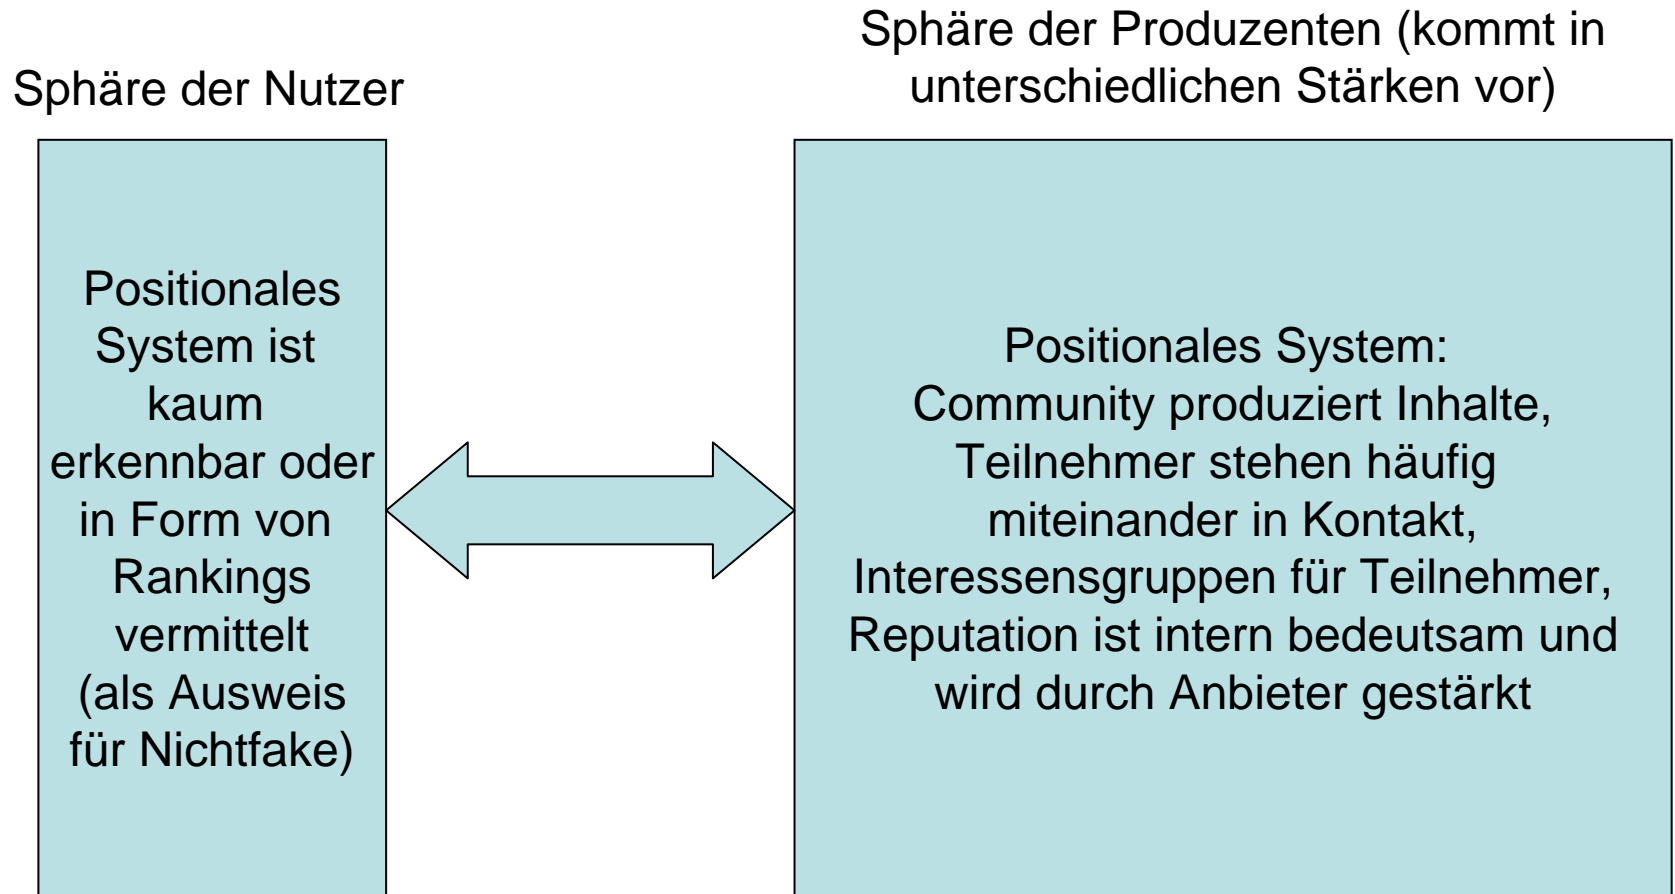 Sphäre der Nutzer
Sphäre der Produzenten (kommt in
unterschiedlichen Stärken vor)
Positionales
System ist
kaum
erkennbar oder
in Form von
Rankings
vermittelt
(als Ausweis
für Nichtfake)
Positionales System:
Community produziert Inhalte,
Teilnehmer stehen häufig
miteinander in Kontakt,
Interessensgruppen für Teilnehmer,
Reputation ist intern bedeutsam und
wird durch Anbieter gestärkt